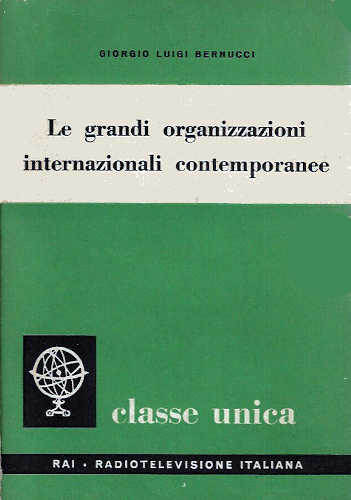 GIORGIO LUIGI BERNUCCI
Le grandi organizzazioni
internazionali contemporanee
classe unica
RAI • RADIOTELEVISIONE ITALIANA